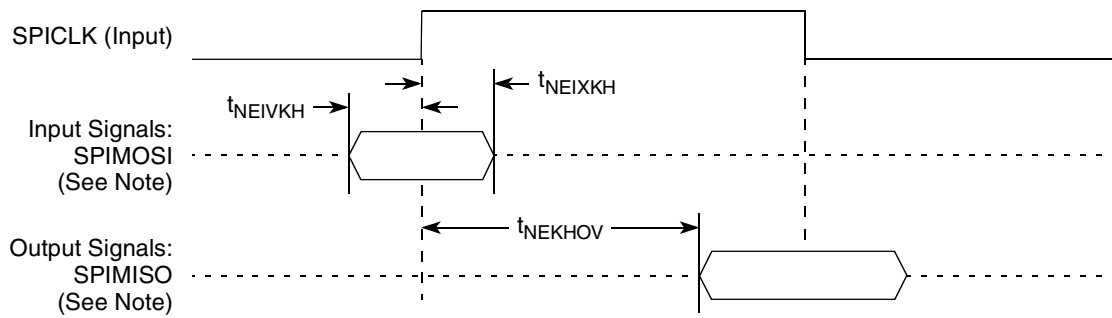 SPICLK (Input)
tNEIXKH
tNEIVKH
Input Signals:
SPIMOSI
(See Note)
tNEKHOV
Output Signals:
SPIMISO
(See Note)